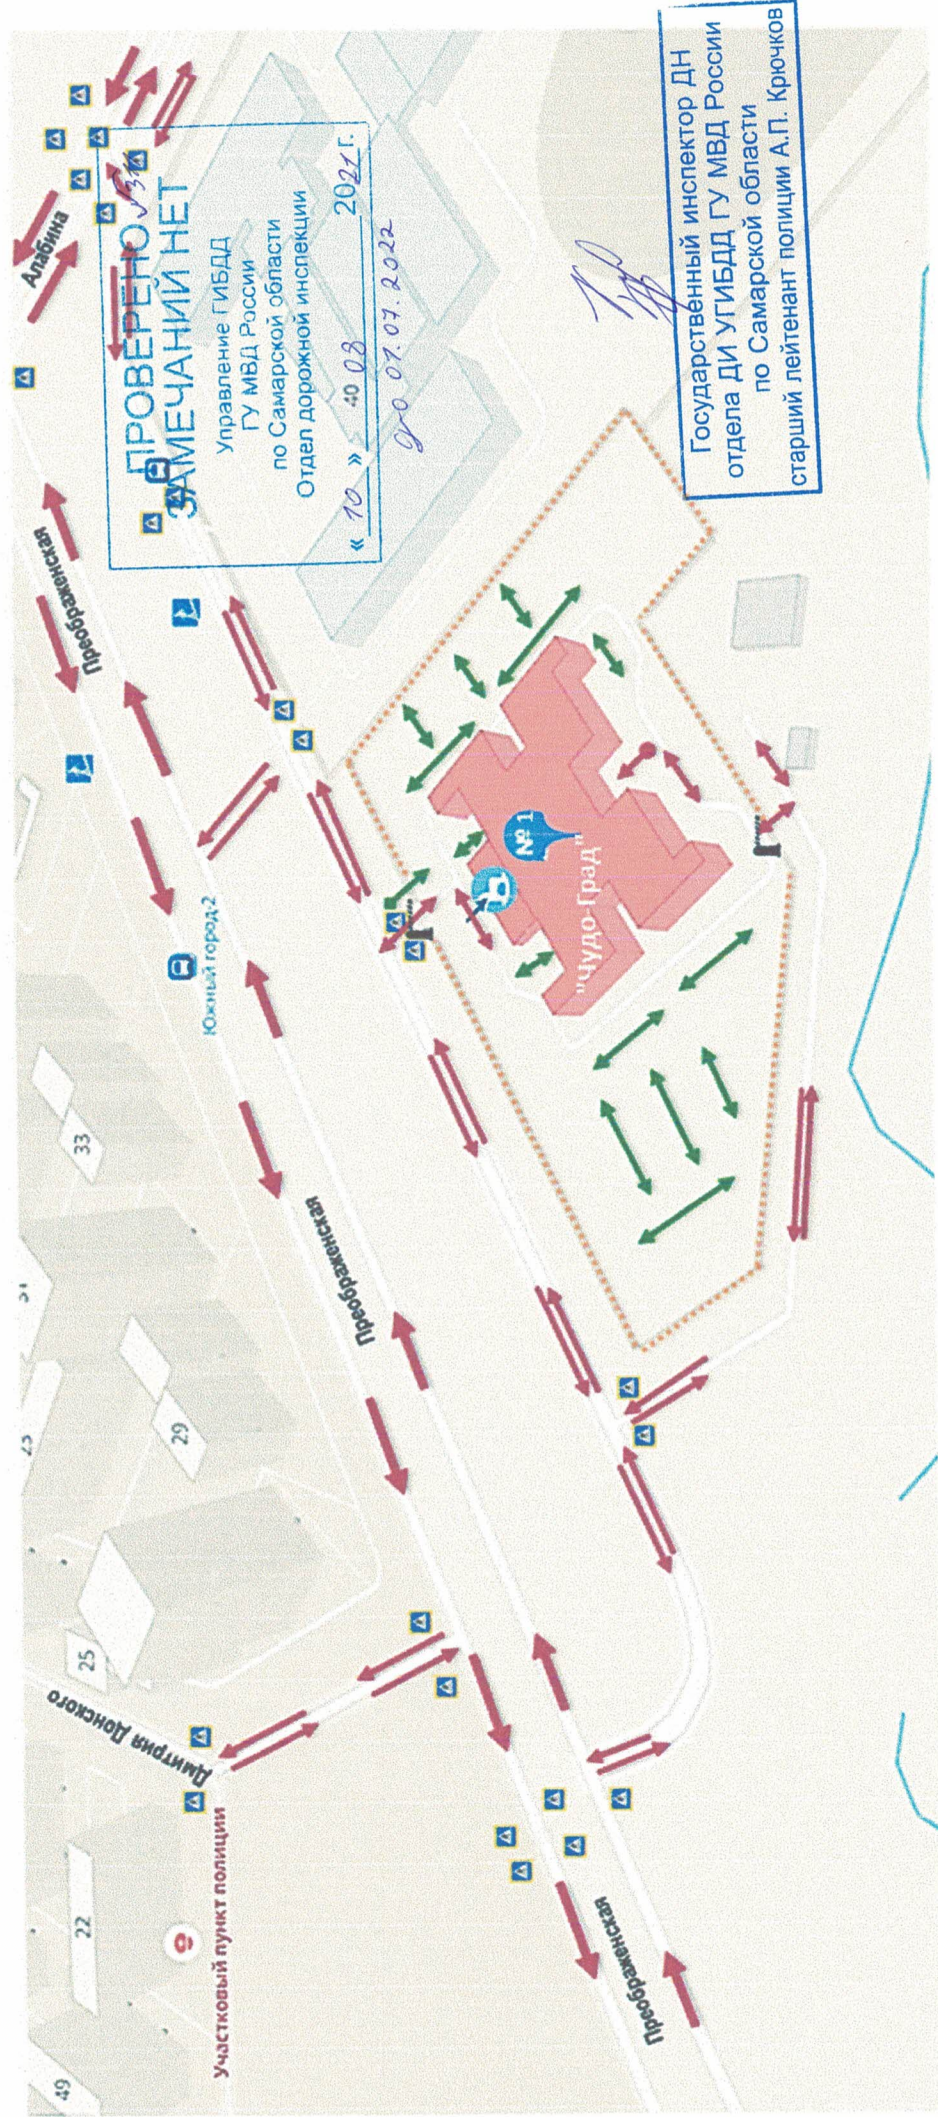 Алабина
ПРОВЕРЕНО
ЗАМЕЧАНИЙ НЕТ
Управление ГИБДД
ГУ МВД России
по Самарской области
Отдел дорожной инспекции
« 10 » 08 2021 г.
до 01.07.2022
Государственный инспектор ДН
отдела ДИ УГИБДД ГУ МВД России
по Самарской области
старший лейтенант полиции А.П. Крючков
Преображенская
Южный город-2
№ 1
"Чудо-Град"
33
Преображенская
29
25
Дмитрия Донского
Участковый пункт полиции
22
49
Преображенская